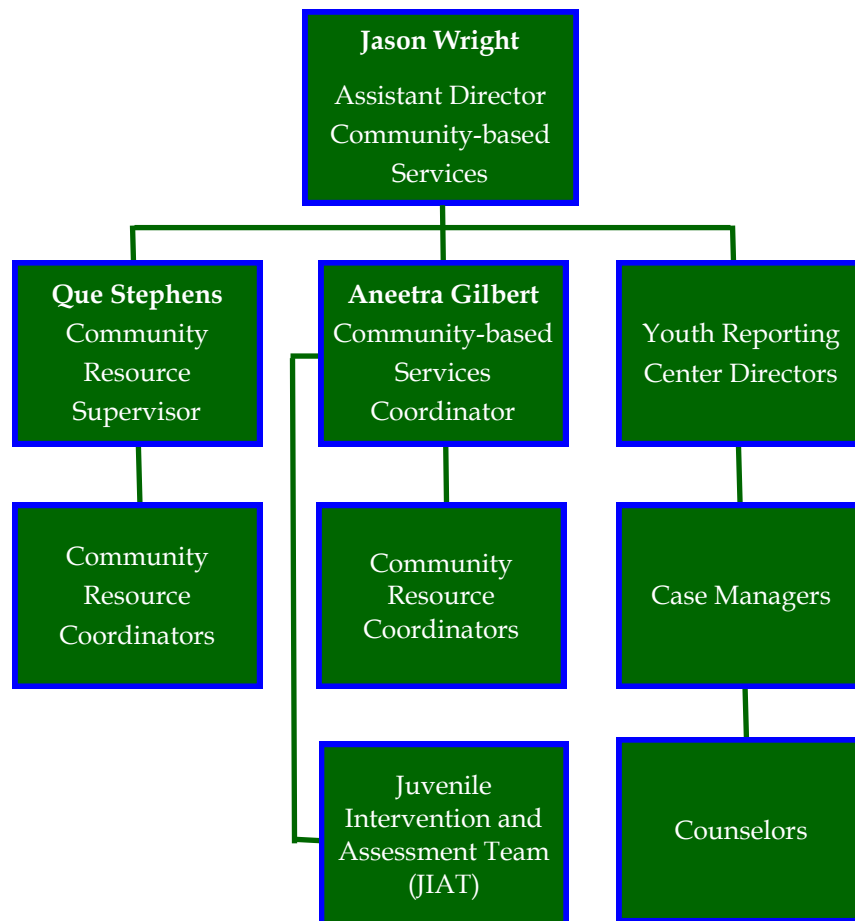 Jason Wright
Assistant Director
Community-based
Services
Que Stephens
Community
Resource
Supervisor
Aneetra Gilbert
Community-based
Services
Coordinator
Youth Reporting
Center Directors
Community
Resource
Coordinators
Community
Resource
Coordinators
Case Managers
Juvenile
Intervention and
Assessment Team
(JIAT)
Counselors